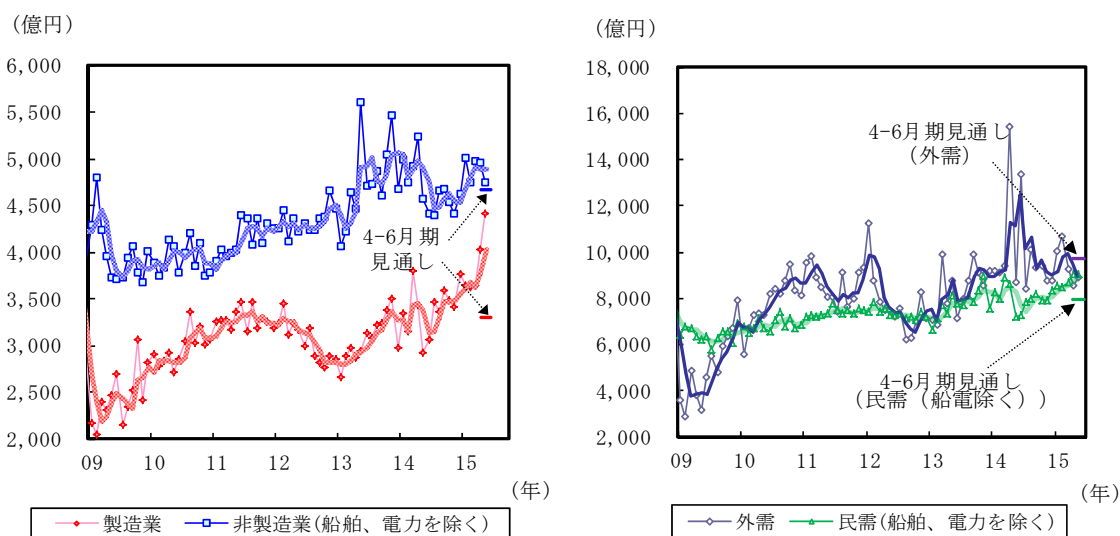 (億円)
6,000
5,500
5,000
4,500
4,000
3,500
3,000
2,500
2,000
4-6月期
見通し
09 10 11 12 13 14 15
(年)
製造業 非製造業(船舶、電力を除く)
(億円)
18,000
16,000
14,000
12,000
10,000
8,000
6,000
4,000
2,000
4-6月期見通し
(外需)
4-6月期見通し
(民需(船電除く))
09 10 11 12 13 14 15
(年)
外需 民需(船舶、電力を除く)